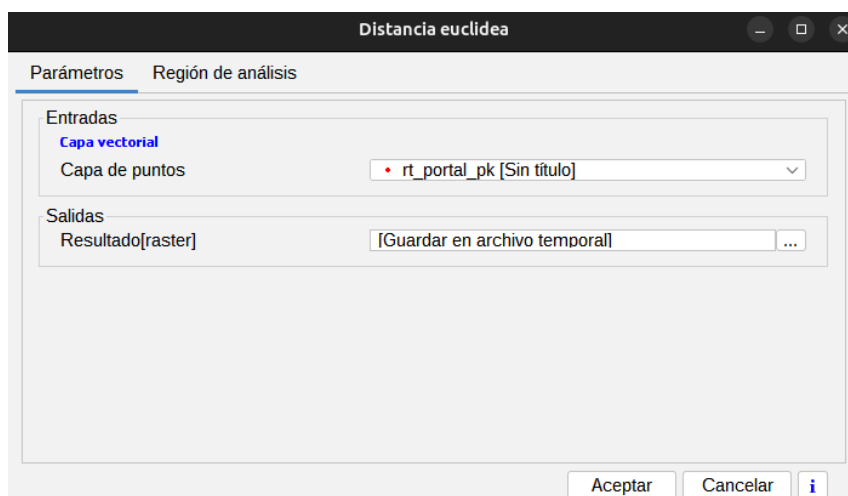 Distancia euclidea
Parámetros Región de análisis
Entradas
Capa vectorial
Capa de puntos rt_portal_pk [Sin título]
Salidas
Resultado[raster] [Guardar en archivo temporal] ...
Aceptar Cancelar i